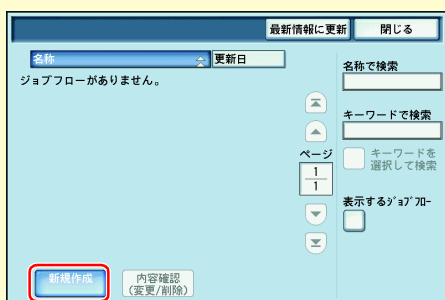 最新情報に更新 閉じる
名称 更新日
ジョブフローがありません。
名称で検索
キーワードで検索
ページ
1
1
キーワードを
選択して検索
表示するジョブフロー
新規作成
内容確認
(変更/削除)